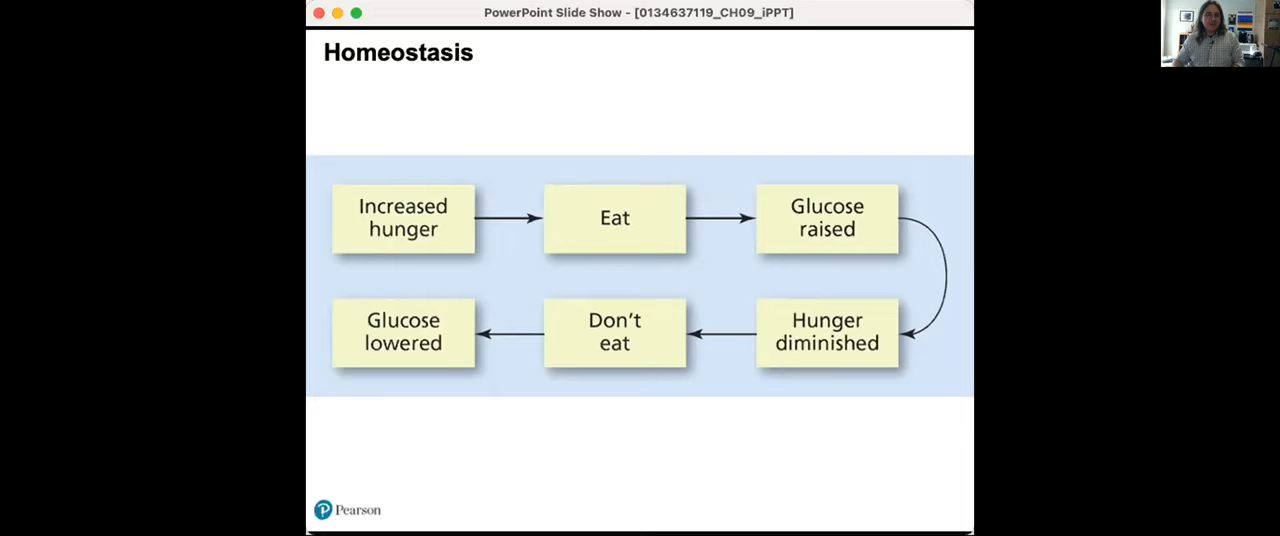 PowerPoint Slide Show - [0134637119_CH09_iPPT]
Homeostasis
Increased
hunger
Eat
Glucose
raised
Glucose
lowered
Don't
eat
Hunger
diminished
Pearson